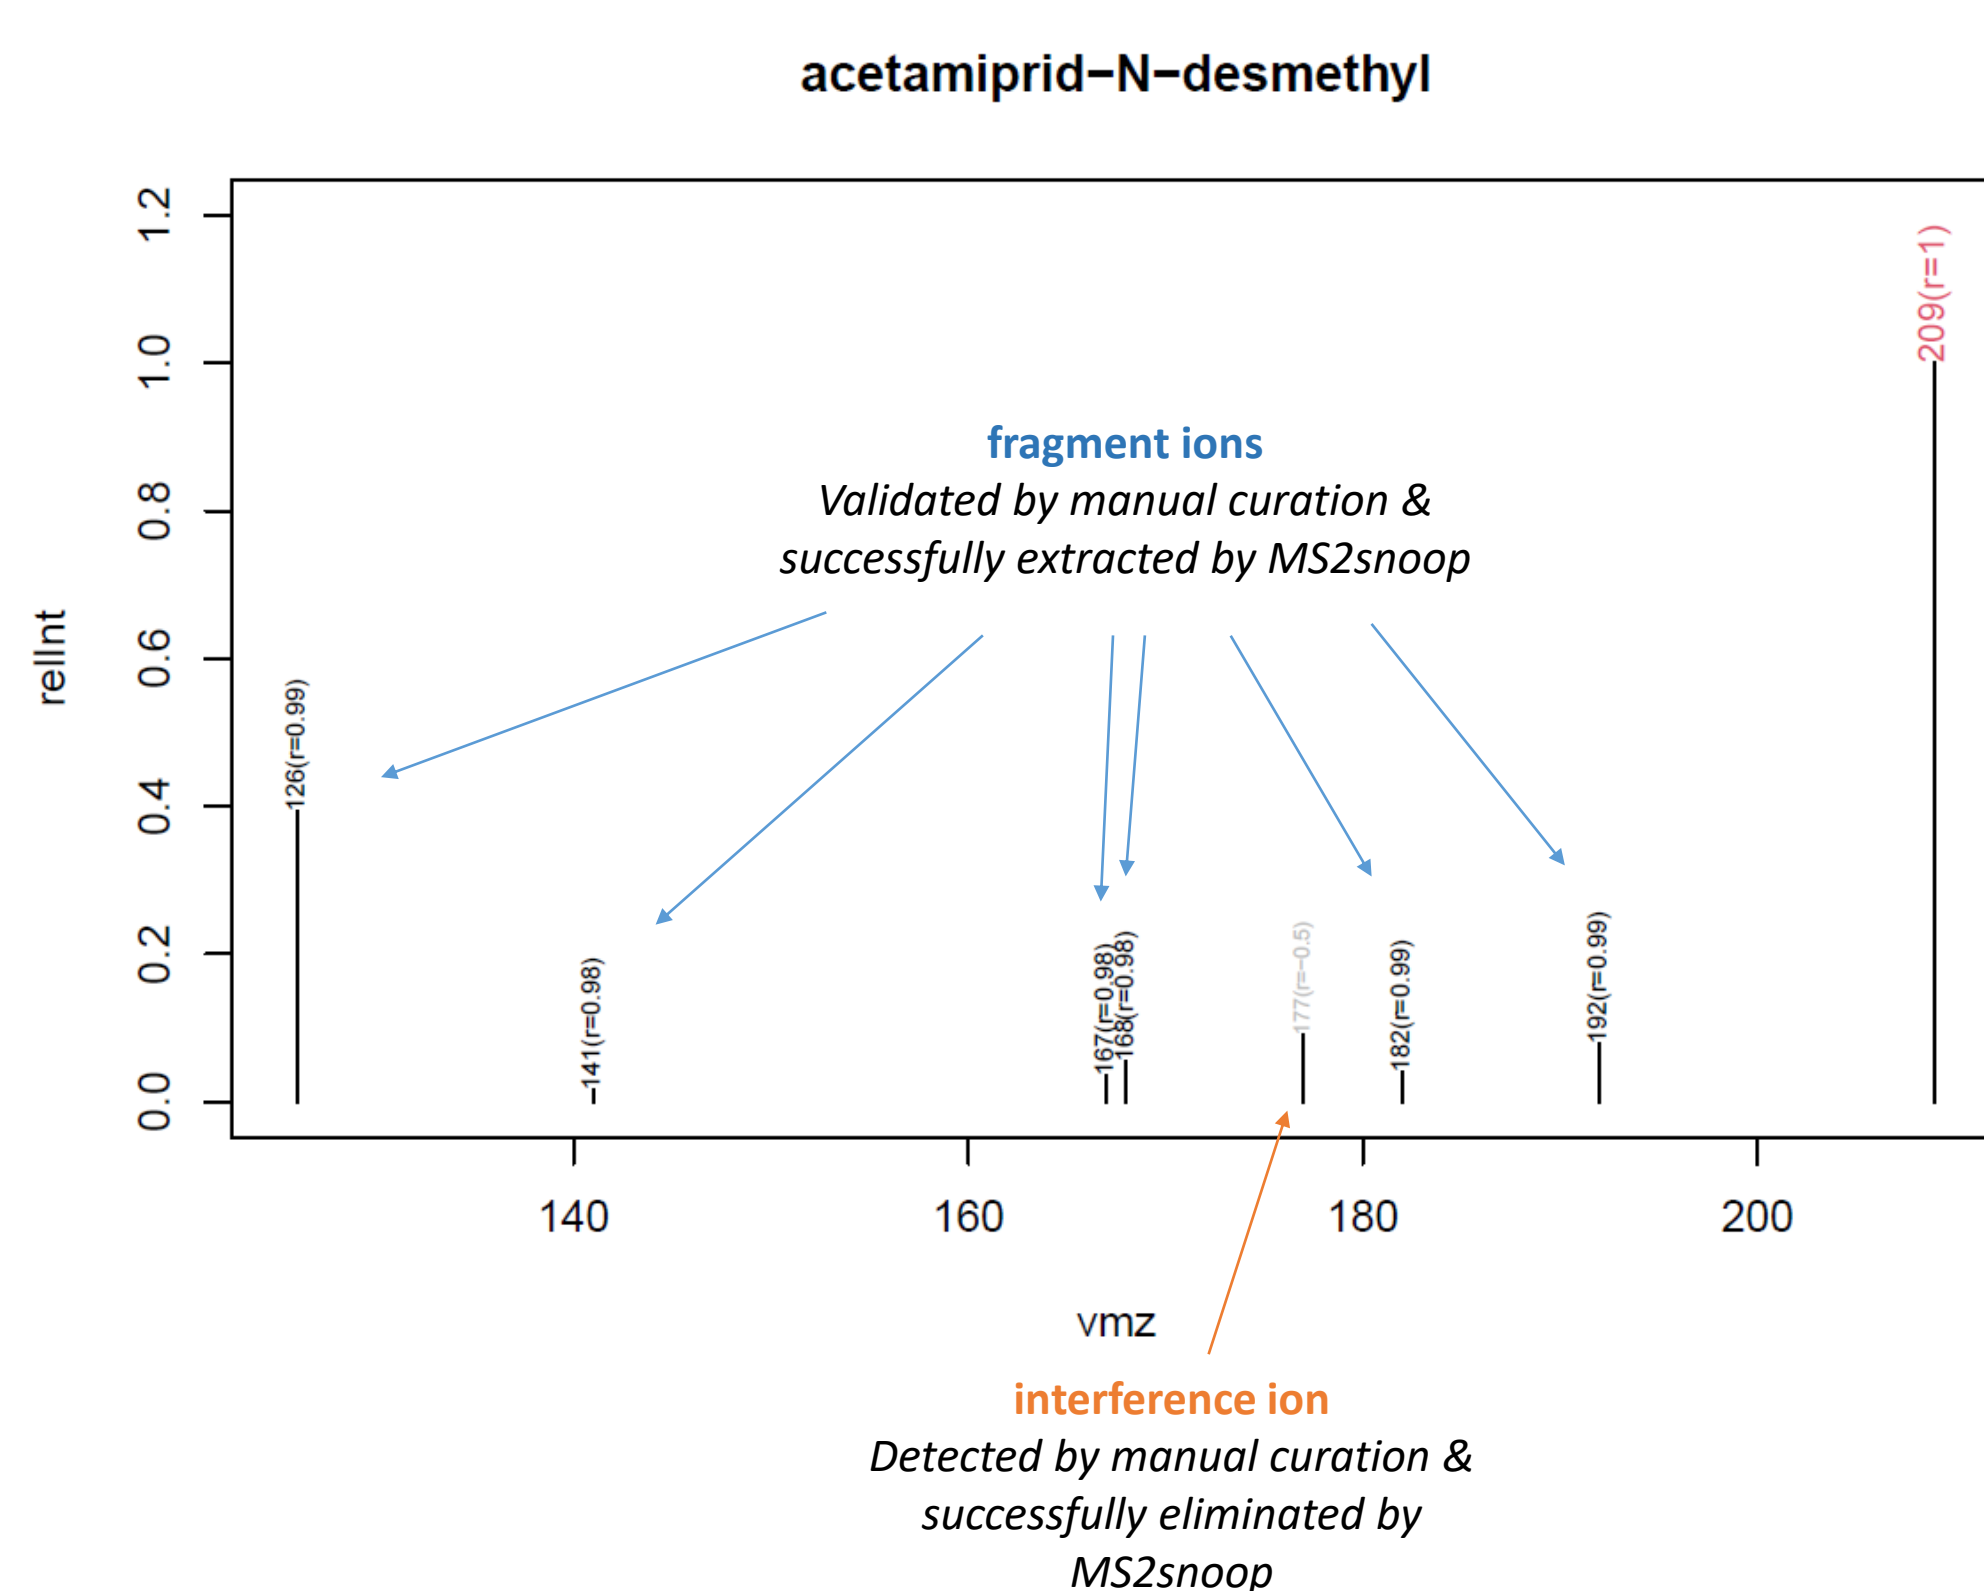 acetamiprid−N−desmethyl
relInt
1.2
1.0
0.8
0.6
0.4
0.2
0.0
209(r=1)
fragment ions
Validated by manual curation &
successfully extracted by MS2snoop
126(r=0.99)
141(r=0.98)
167(r=0.98)
168(r=0.98)
177(r=−0.5)
182(r=0.99)
192(r=0.99)
140
160
180
200
vmz
interference ion
Detected by manual curation &
successfully eliminated by
MS2snoop